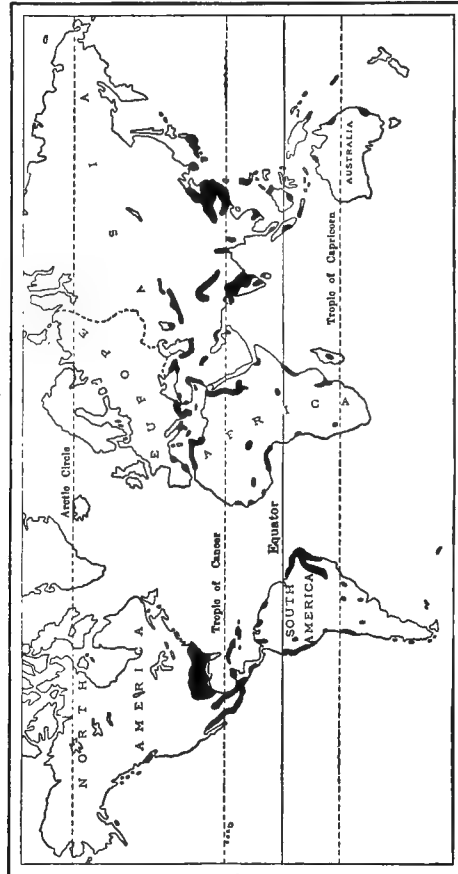 NORTH
AMERICA
SOUTH
AMERICA
EUROPE
ASIA
AFRICA
AUSTRALIA
Arctic Circle
Tropic of Cancer
Equator
Tropic of Capricorn